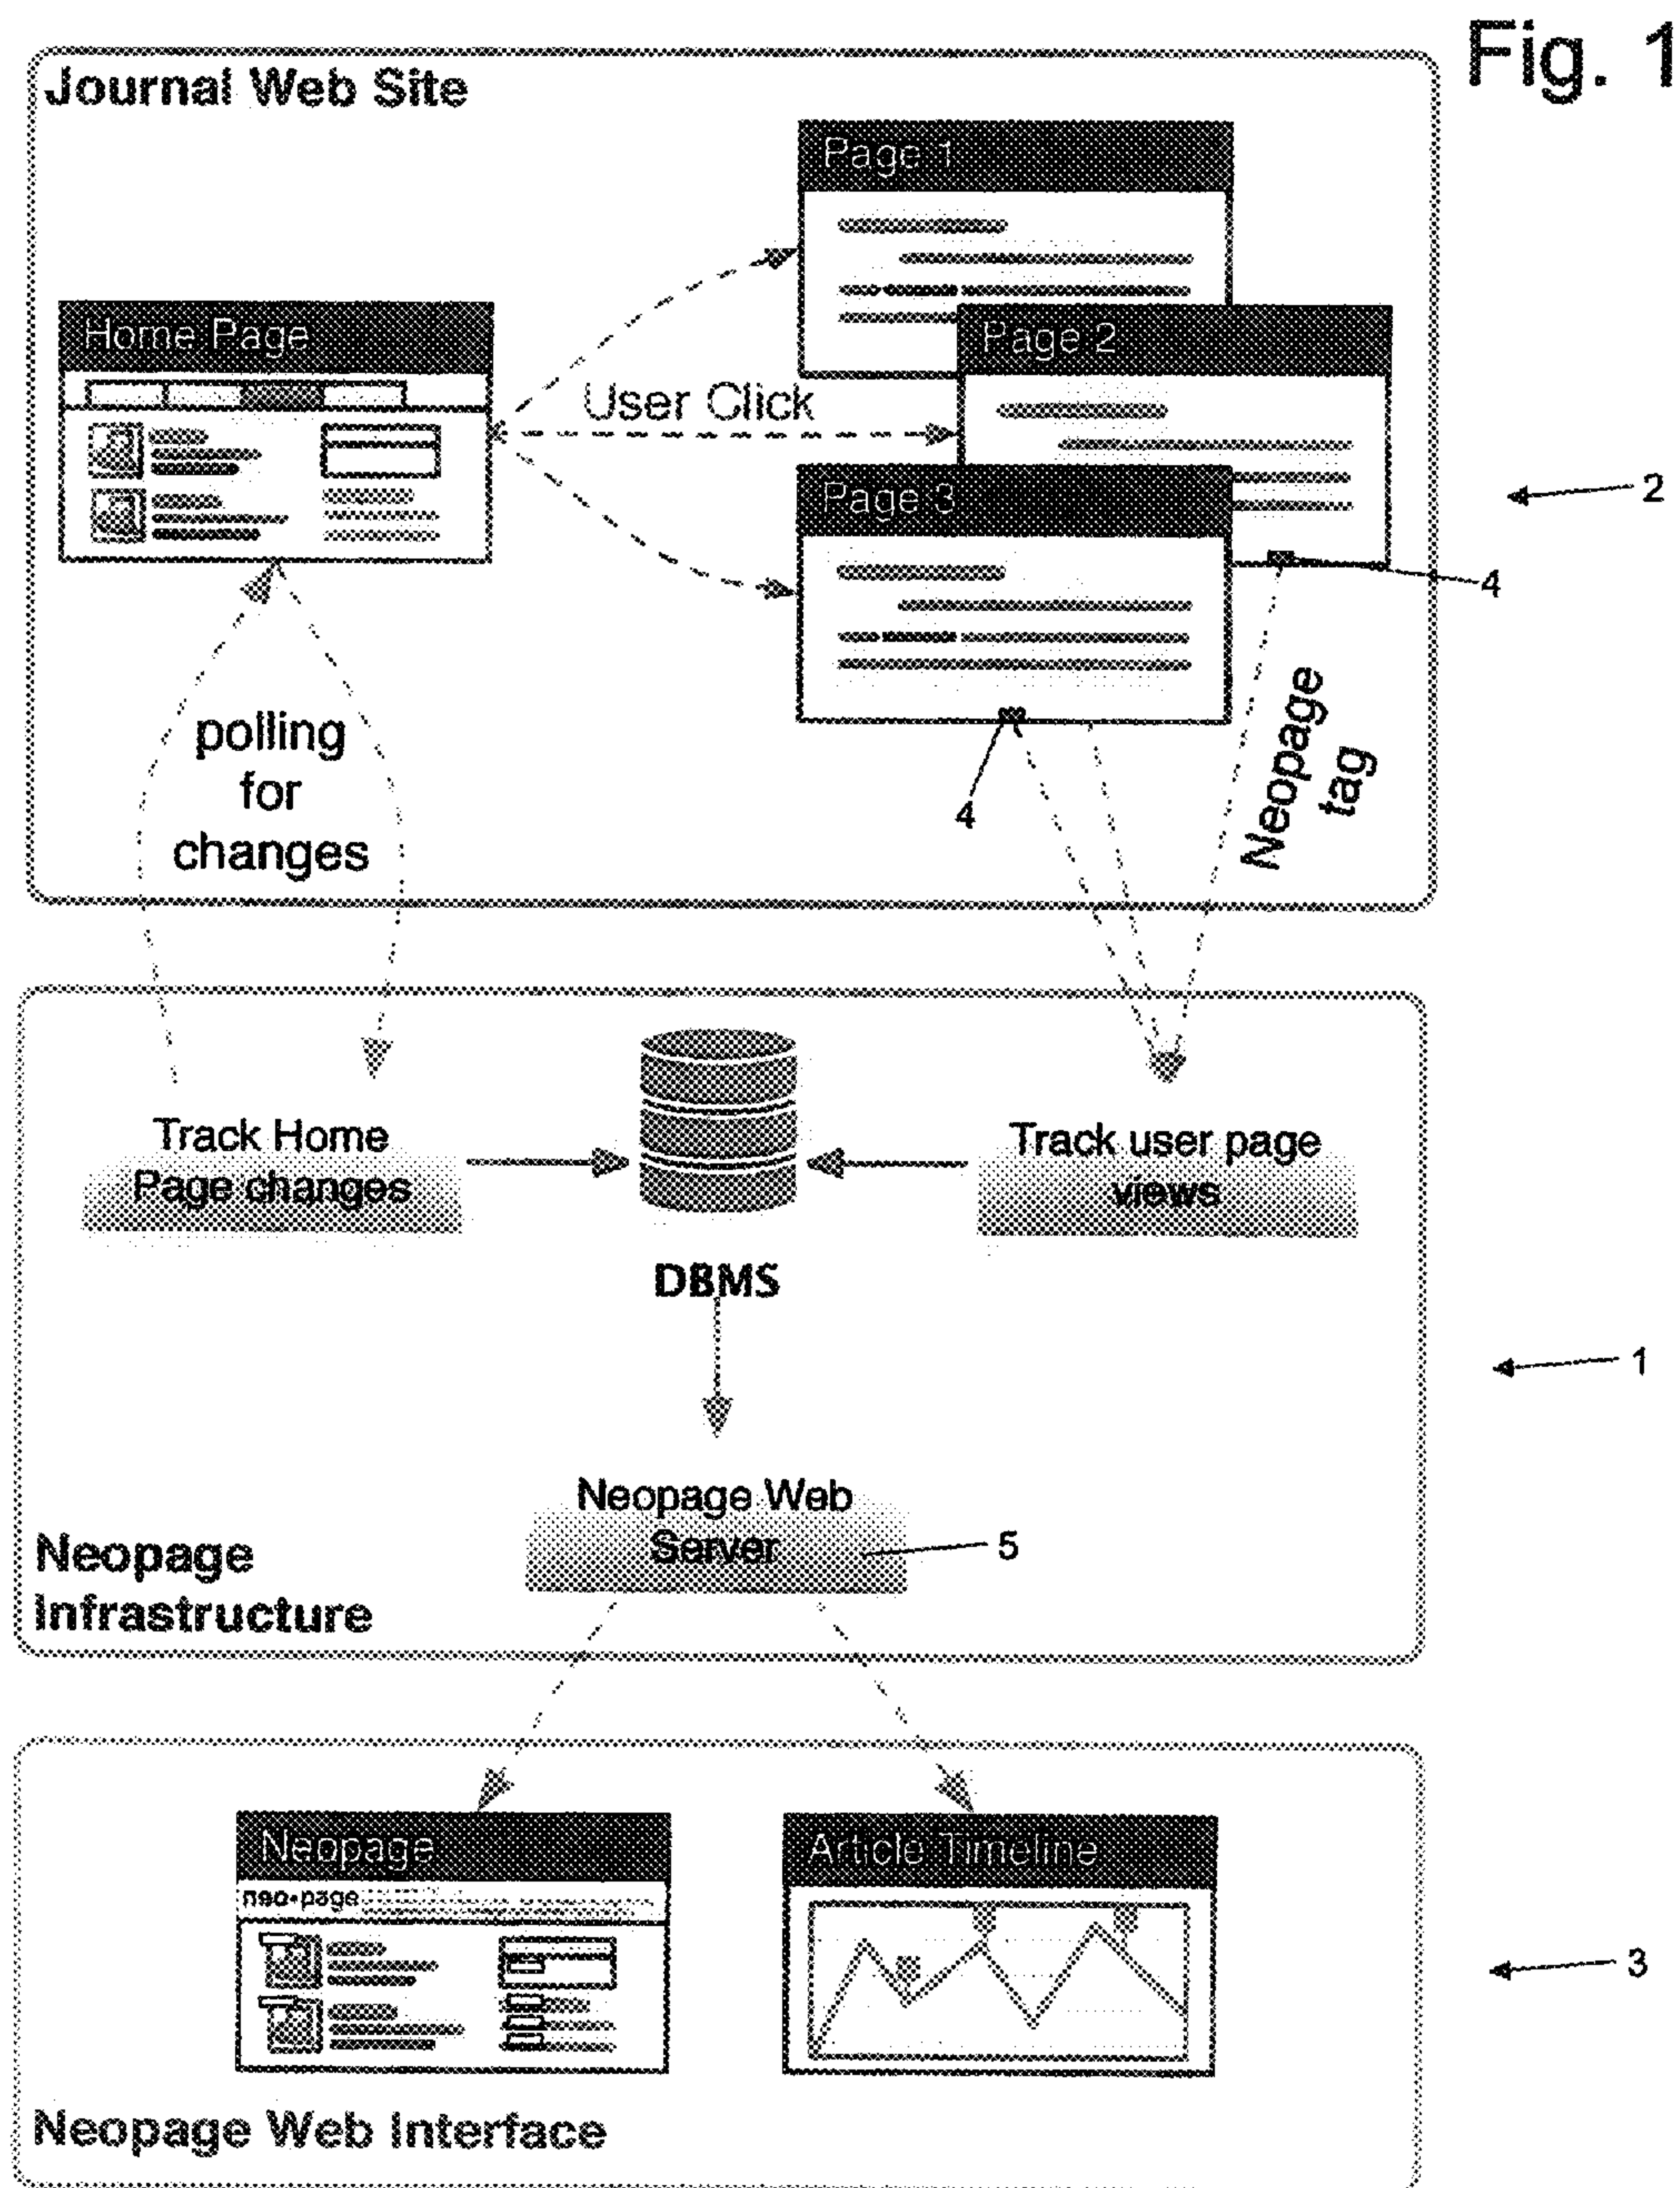 Fig. 1
Journal Web Site
Page 1
Home Page
Page 2
User Click
Page 3
2
4
polling
for
changes
4
Neopage
tag
Track Home
Page changes
Track user page
views
DBMS
1
Neopage Web
Server
5
Neopage
Infrastructure
Neopage
Article Timeline
neo•page
3
Neopage Web Interface